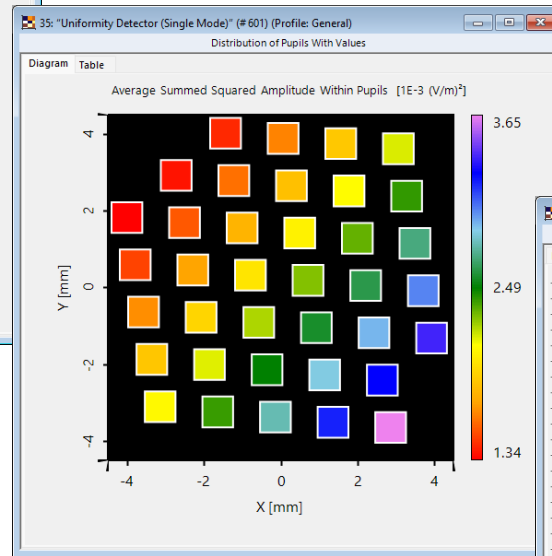 35: "Uniformity Detector (Single Mode)" (# 601) (Profile: General)
Distribution of Pupils With Values
Diagram Table
Average Summed Squared Amplitude Within Pupils [1E-3 (V/m)²]
3.65
2.49
1.34
4
2
0
-2
-4
Y [mm]
-4 -2 0 2 4
X [mm]